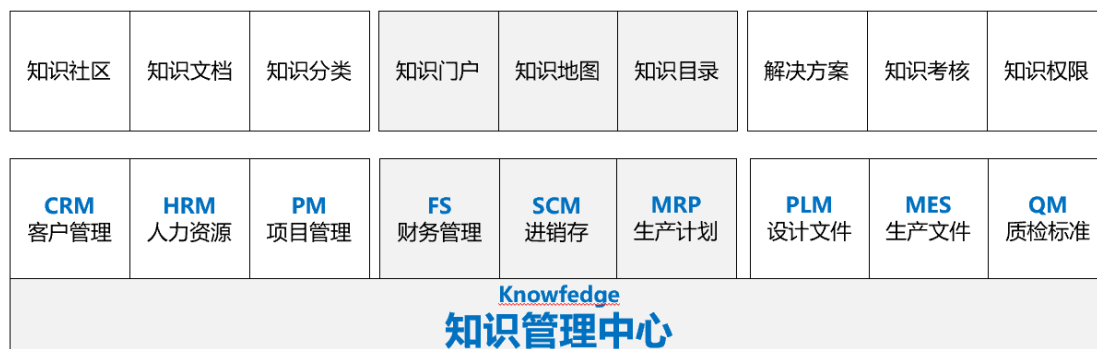 知识社区 知识文档 知识分类 知识门户 知识地图 知识目录 解决方案 知识考核 知识权限
CRM HRM PM FS SCM MRP PLM MES QM
客户管理 人力资源 项目管理 财务管理 进销存 生产计划 设计文件 生产文件 质检标准
Knowfedge
知识管理中心